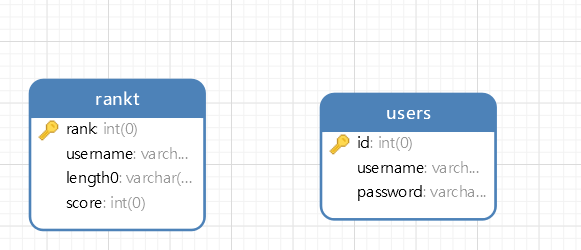 rankt
rank: int(0)
username: varch...
length0: varchar(...
score: int(0)
users
id: int(0)
username: varch...
password: varcha...